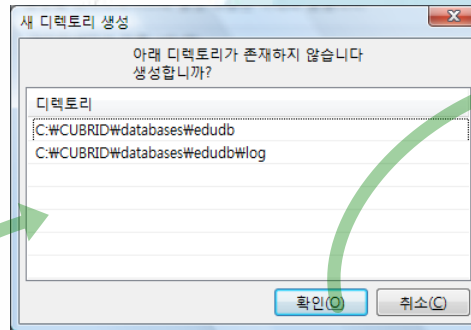 새 디렉토리 생성
아래 디렉토리가 존재하지 않습니다
생성합니까?
디렉토리
C:₩CUBRID₩databases₩edudb
C:₩CUBRID₩databases₩edudb₩log
확인(O) 취소(C)